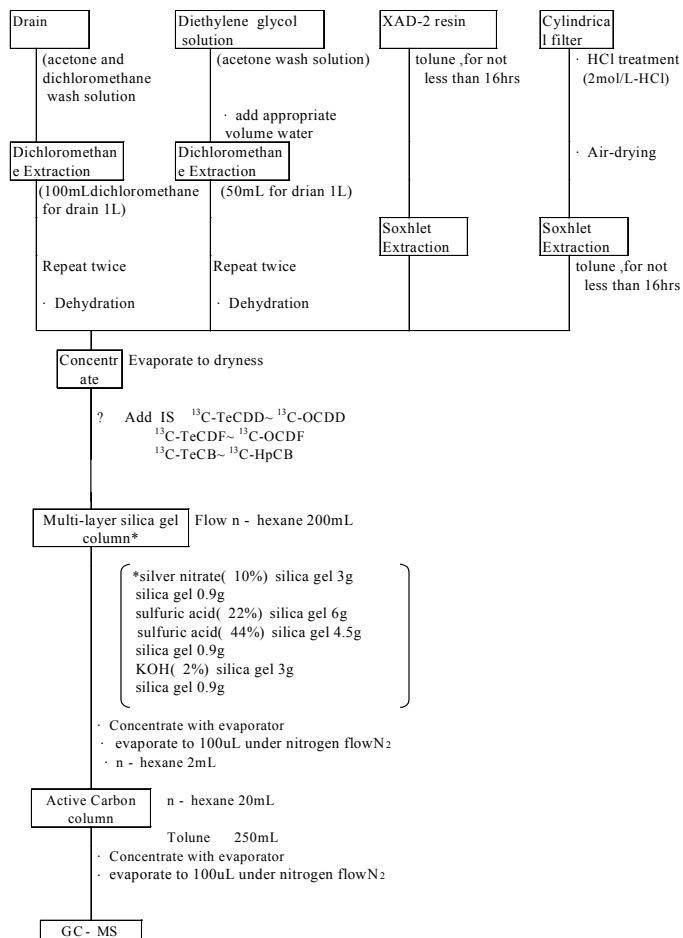 Drain
(acetone and
dichloromethane
wash solution
Dichloromethan
e Extraction
(100mLdichloromethane
for drain 1L)
Repeat twice
· Dehydration
Diethylene glycol
solution
(acetone wash solution)
· add appropriate
volume water
Dichloromethan
e Extraction
(50mL for drian 1L)
Repeat twice
· Dehydration
XAD-2 resin
tolune ,for not
less than 16hrs
Soxhlet
Extraction
Cylindrica
l filter
· HCl treatment
(2mol/L-HCl)
· Air-drying
Soxhlet
Extraction
tolune ,for not
less than 16hrs
Concentr
ate
Evaporate to dryness
? Add IS ¹³C-TeCDD~ ¹³C-OCDD
¹³C-TeCDF~ ¹³C-OCDF
¹³C-TeCB~ ¹³C-HpCB
Multi-layer silica gel
column*
Flow n - hexane 200mL
*silver nitrate( 10%) silica gel 3g
silica gel 0.9g
sulfuric acid( 22%) silica gel 6g
sulfuric acid( 44%) silica gel 4.5g
silica gel 0.9g
KOH( 2%) silica gel 3g
silica gel 0.9g
· Concentrate with evaporator
· evaporate to 100uL under nitrogen flowN₂
· n - hexane 2mL
Active Carbon
column
n - hexane 20mL
Tolune 250mL
· Concentrate with evaporator
· evaporate to 100uL under nitrogen flowN₂
GC- MS